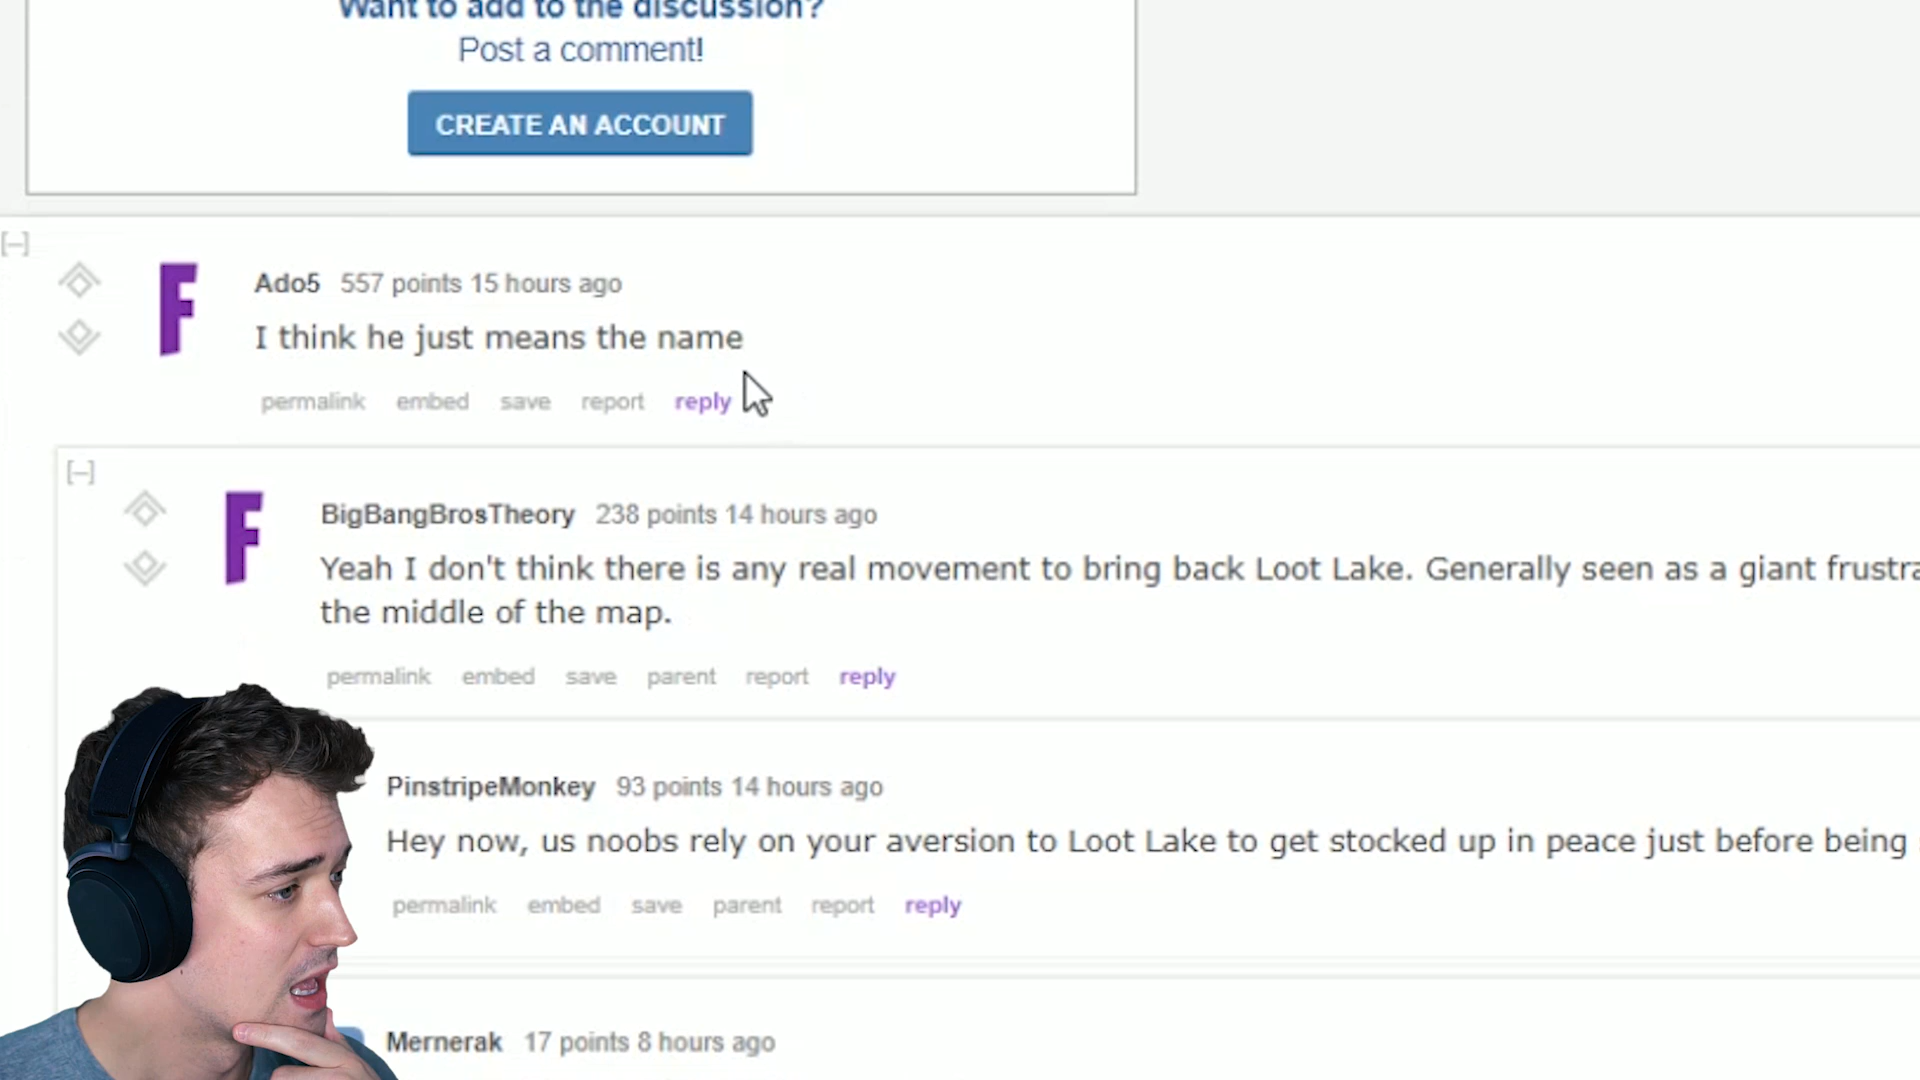 Want to add to the discussion?
Post a comment!
CREATE AN ACCOUNT
[–]
F
Ado5 557 points 15 hours ago
I think he just means the name
permalink embed save report reply
[–]
F
BigBangBrosTheory 238 points 14 hours ago
Yeah I don't think there is any real movement to bring back Loot Lake. Generally seen as a giant frustra
the middle of the map.
permalink embed save parent report reply
PinstripeMonkey 93 points 14 hours ago
Hey now, us noobs rely on your aversion to Loot Lake to get stocked up in peace just before being
permalink embed save parent report reply
Mernerak 17 points 8 hours ago